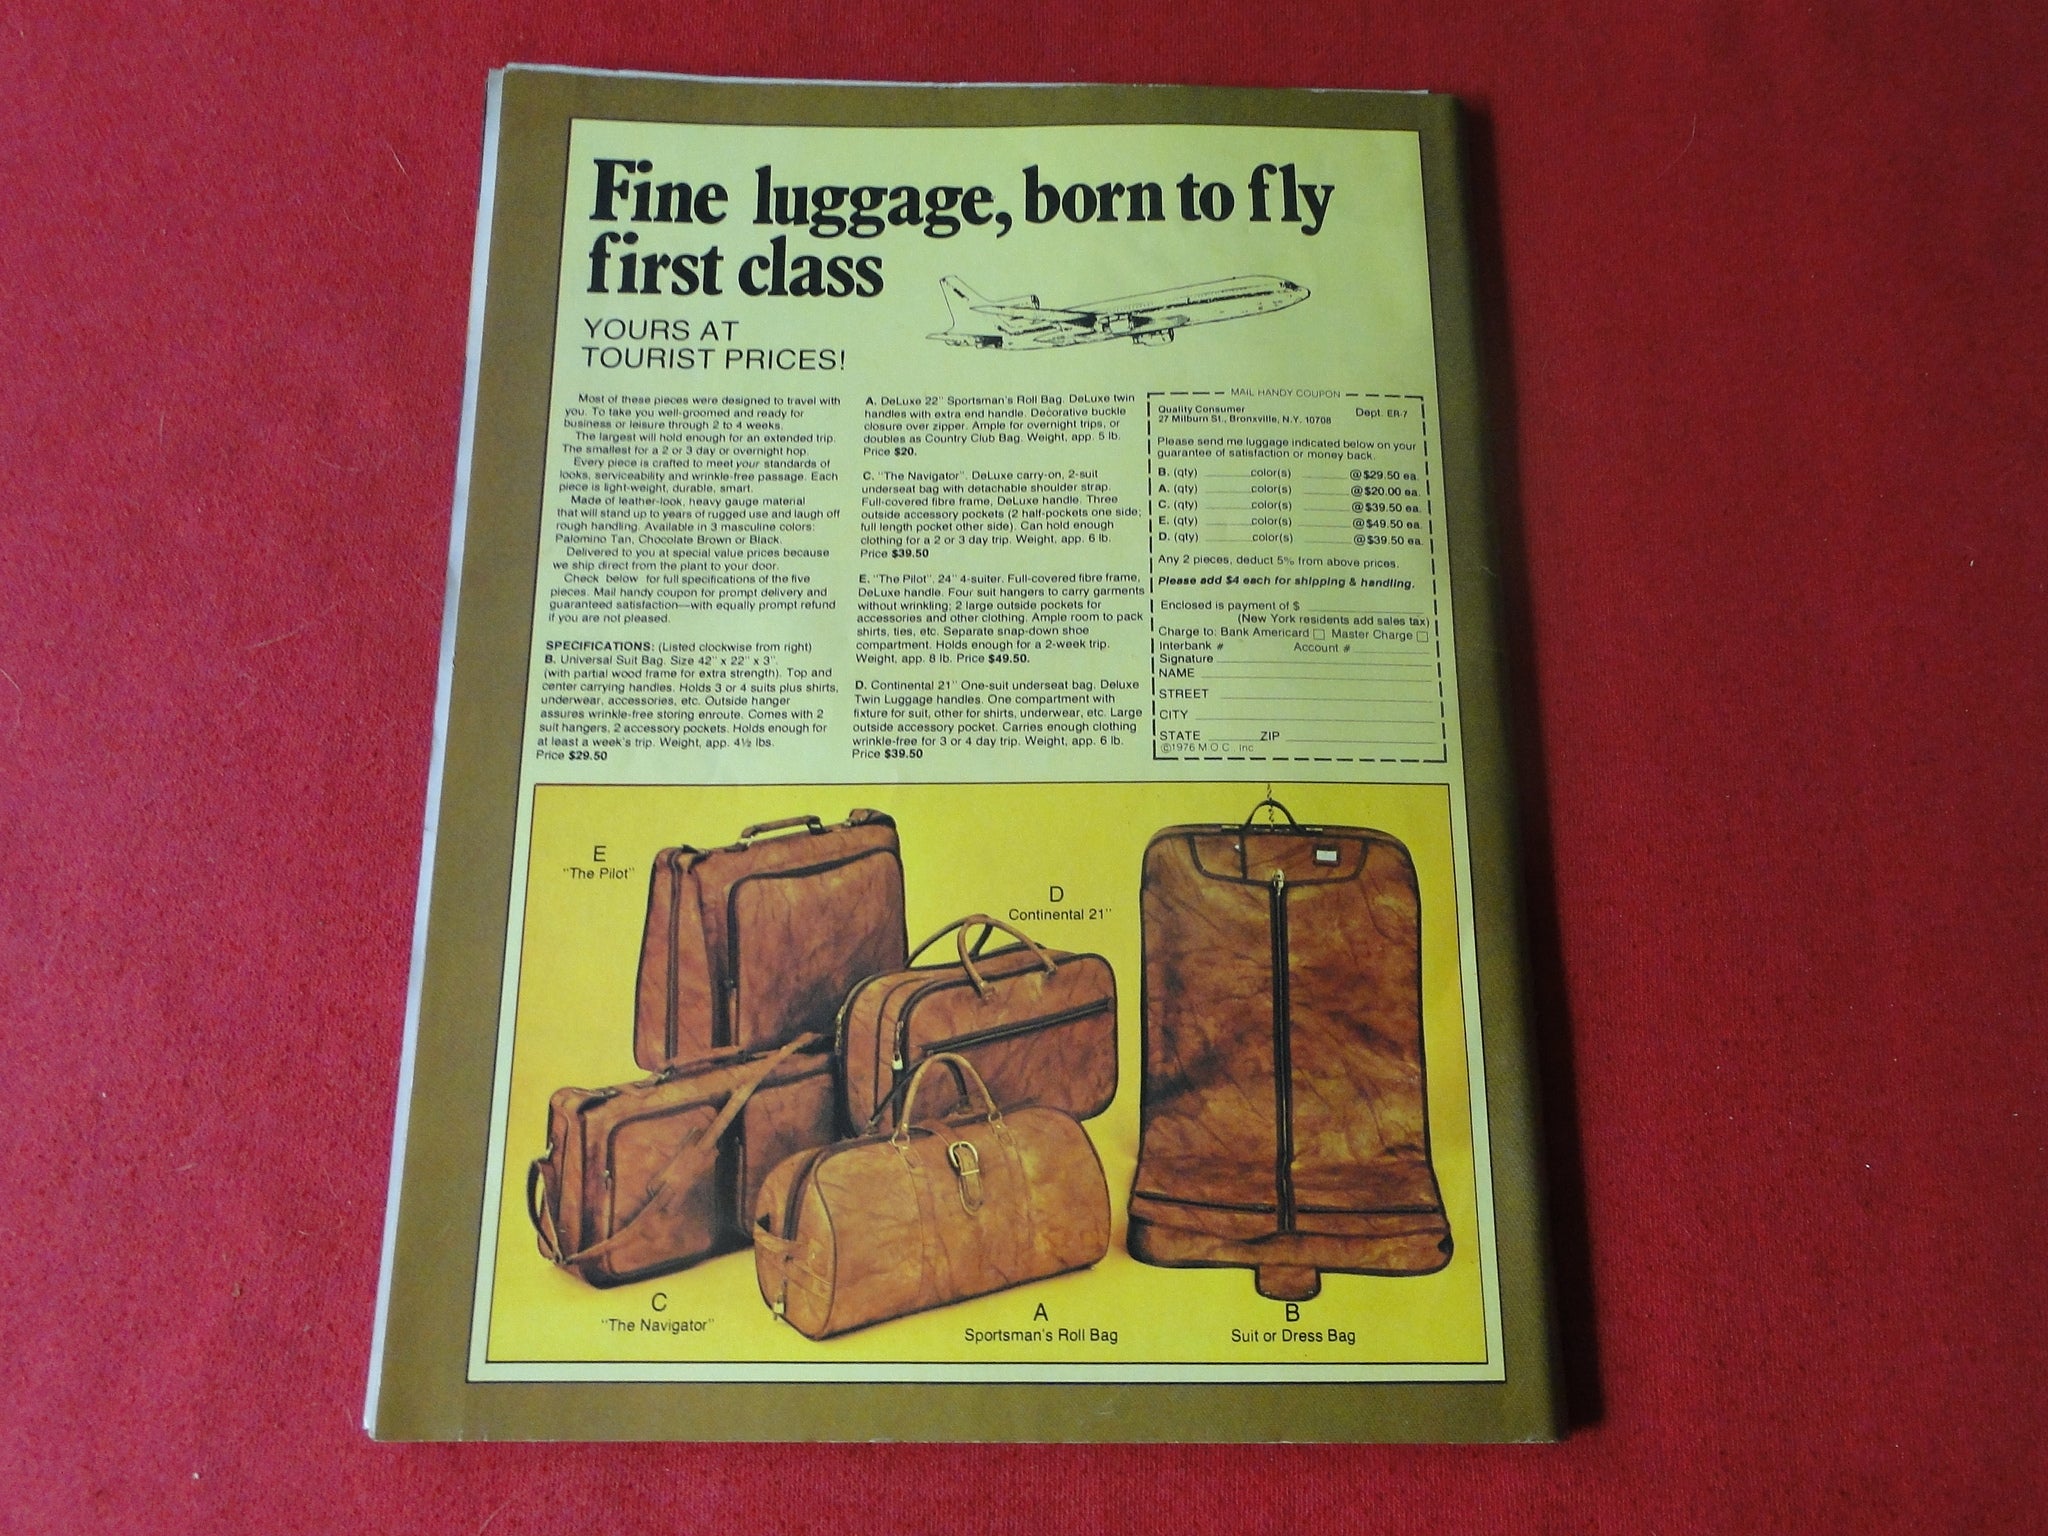 Fine luggage, born to fly
first class
YOURS AT
TOURIST PRICES!
Most of these pieces were designed to travel with
you. To take you well-groomed and ready for
business or leisure through 2 to 4 weeks.
The largest will hold enough for an extended trip.
The smallest for a 2 or 3 day or overnight hop.
Every piece is crafted to meet your standards of
looks, serviceability and wrinkle-free passage. Each
piece is light-weight, durable, smart.
Made of leather-look, heavy gauge material
that will stand up to years of rugged use and laugh off
rough handling. Available in 3 masculine colors:
Palomino Tan, Chocolate Brown or Black.
Delivered to you at special value prices because
we ship direct from the plant to your door.
Check below for full specifications of the five
pieces. Mail handy coupon for prompt delivery and
guaranteed satisfaction—with equally prompt refund
if you are not pleased.
SPECIFICATIONS: (Listed clockwise from right)
B. Universal Suit Bag. Size 42" x 22" x 3".
(with partial wood frame for extra strength). Top and
center carrying handles. Holds 3 or 4 suits plus shirts,
underwear, accessories, etc. Outside hanger
assures wrinkle-free storing enroute. Comes with 2
suit hangers, 2 accessory pockets. Holds enough for
at least a week's trip. Weight, app. 4½ lbs.
Price $29.50
A. DeLuxe 22" Sportsman's Roll Bag. DeLuxe twin
handles with extra end handle. Decorative buckle
closure over zipper. Ample for overnight trips, or
doubles as Country Club Bag. Weight, app. 5 lb.
Price $20.
C. "The Navigator". DeLuxe carry-on, 2-suit
underseat bag with detachable shoulder strap.
Full-covered fibre frame, DeLuxe handle. Three
outside accessory pockets (2 half-pockets one side;
full length pocket other side). Can hold enough
clothing for a 2 or 3 day trip. Weight, app. 6 lb.
Price $39.50
E. "The Pilot". 24" 4-suiter. Full-covered fibre frame,
DeLuxe handle. Four suit hangers to carry garments
without wrinkling; 2 large outside pockets for
accessories and other clothing. Ample room to pack
shirts, ties, etc. Separate snap-down shoe
compartment. Holds enough for a 2-week trip.
Weight, app. 8 lb. Price $49.50.
D. Continental 21" One-suit underseat bag. Deluxe
Twin Luggage handles. One compartment with
fixture for suit, other for shirts, underwear, etc. Large
outside accessory pocket. Carries enough clothing
wrinkle-free for 3 or 4 day trip. Weight, app. 6 lb.
Price $39.50
MAIL HANDY COUPON
Quality Consumer Dept. ER-7
27 Milburn St., Bronxville, N.Y. 10708
Please send me luggage indicated below on your
guarantee of satisfaction or money back.
B. (qty) color(s) @ $29.50 ea.
A. (qty) color(s) @ $20.00 ea.
C. (qty) color(s) @ $39.50 ea.
E. (qty) color(s) @ $49.50 ea.
D. (qty) color(s) @ $39.50 ea.
Any 2 pieces, deduct 5% from above prices.
Please add $4 each for shipping & handling.
Enclosed is payment of $
(New York residents add sales tax)
Charge to: Bank Americard Master Charge
Interbank # Account #
Signature
NAME
STREET
CITY
STATE ZIP
©1976 M.O.C., Inc
E
"The Pilot"
D
Continental 21"
C
"The Navigator"
A
Sportsman's Roll Bag
B
Suit or Dress Bag